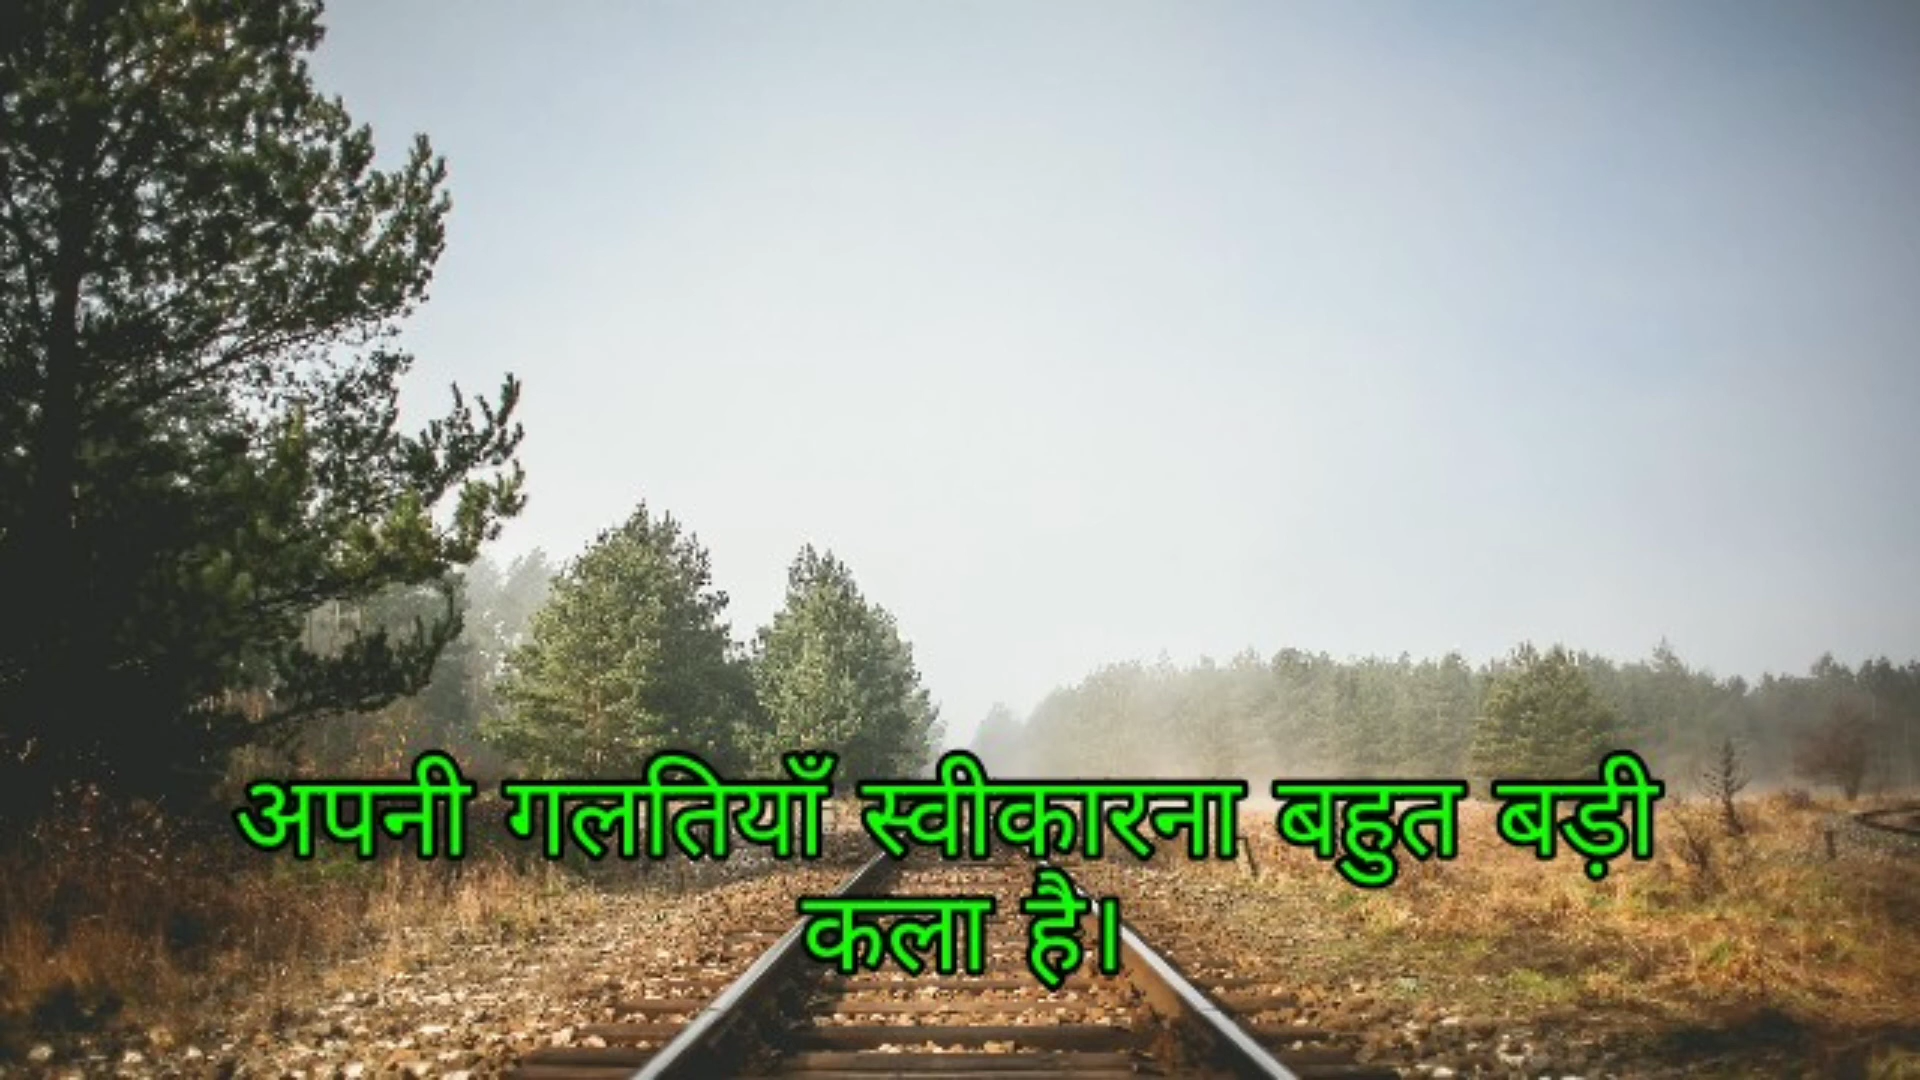 अपनी गलतियाँ स्वीकारना बहुत बड़ी
कला है।